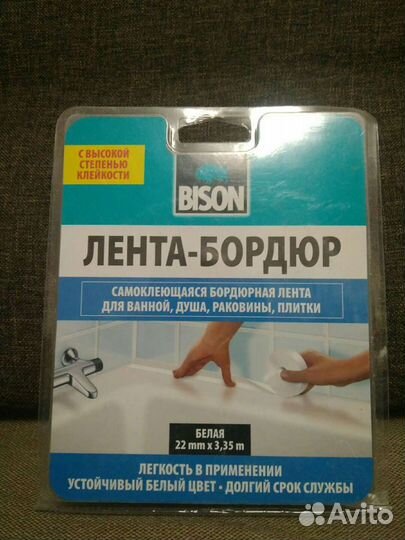 С ВЫСОКОЙ
СТЕПЕНЬЮ
КЛЕЙКОСТИ
BISON
ЛЕНТА-БОРДЮР
САМОКЛЕЮЩАЯСЯ БОРДЮРНАЯ ЛЕНТА
ДЛЯ ВАННОЙ, ДУША, РАКОВИНЫ, ПЛИТКИ
БЕЛАЯ
22 mm x 3,35 m
ЛЕГКОСТЬ В ПРИМЕНЕНИИ
УСТОЙЧИВЫЙ БЕЛЫЙ ЦВЕТ • ДОЛГИЙ СРОК СЛУЖБЫ
Avito